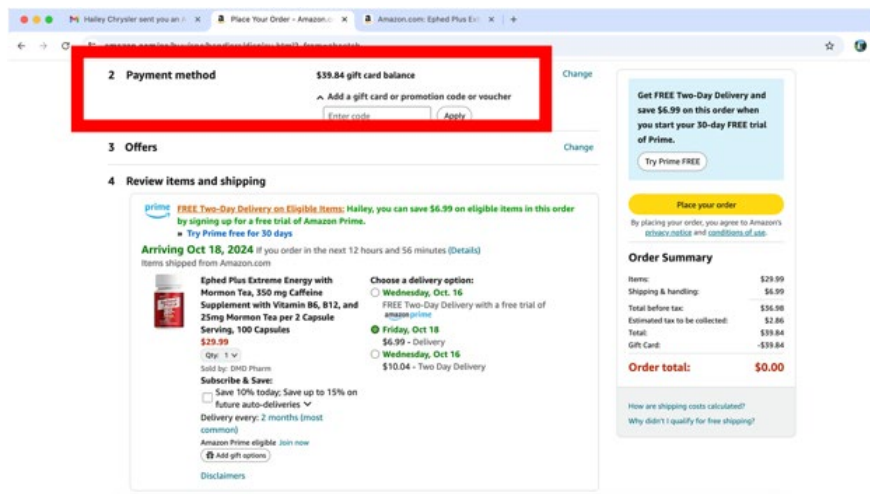 Hailey Chrysler sent you an
Place Your Order - Amazon.c
Amazon.com: Ephed Plus Ext
2 Payment method
$39.84 gift card balance
Change
Add a gift card or promotion code or voucher
Enter code
Apply
3 Offers
Change
4 Review items and shipping
prime
FREE Two-Day Delivery on Eligible Items: Hailey, you can save $6.99 on eligible items in this order
by signing up for a free trial of Amazon Prime.
Try Prime free for 30 days
Arriving Oct 18, 2024 If you order in the next 12 hours and 56 minutes (Details)
Items shipped from Amazon.com
Ephed Plus Extreme Energy with
Mormon Tea, 350 mg Caffeine
Supplement with Vitamin B6, B12, and
25mg Mormon Tea per 2 Capsule
Serving, 100 Capsules
$29.99
Qty: 1
Sold by: DMD Pharm
Subscribe & Save:
Save 10% today; Save up to 15% on
future auto-deliveries
Delivery every: 2 months (most
common)
Amazon Prime eligible Join now
Add gift options
Disclaimers
Choose a delivery option:
Wednesday, Oct. 16
FREE Two-Day Delivery with a free trial of
amazon prime
Friday, Oct 18
$6.99 - Delivery
Wednesday, Oct 16
$10.04 - Two Day Delivery
Get FREE Two-Day Delivery and
save $6.99 on this order when
you start your 30-day FREE trial
of Prime.
Try Prime FREE
Place your order
By placing your order, you agree to Amazon's
privacy notice and conditions of use.
Order Summary
Items: $29.99
Shipping & handling: $6.99
Total before tax: $36.98
Estimated tax to be collected: $2.86
Total: $39.84
Gift Card: -$39.84
Order total: $0.00
How are shipping costs calculated?
Why didn't I qualify for free shipping?